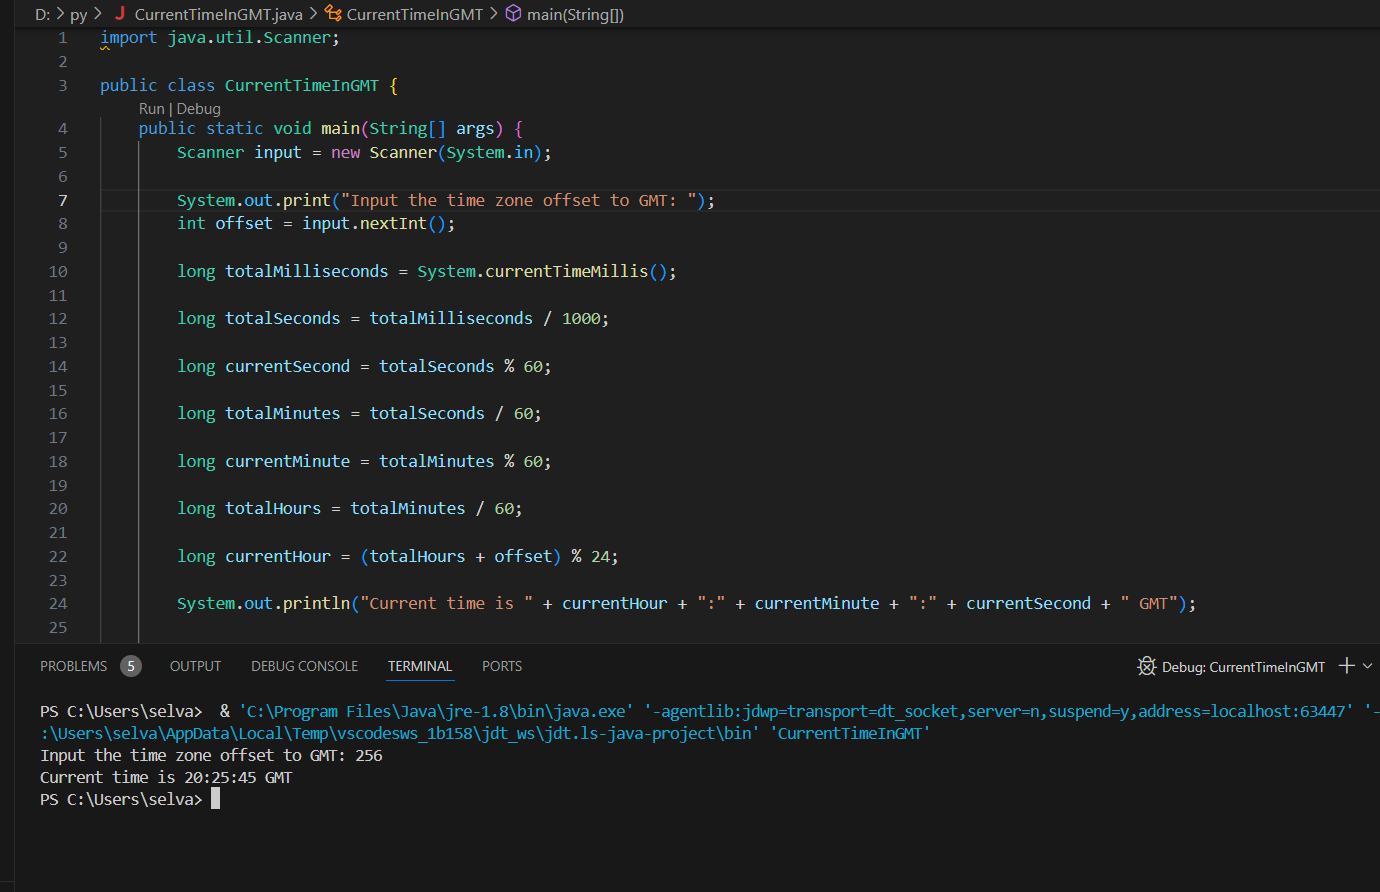 D: > py > J CurrentTimeInGMT.java > CurrentTimeInGMT > main(String[])
1 import java.util.Scanner;
2
3 public class CurrentTimeInGMT {
Run | Debug
4 public static void main(String[] args) {
5 Scanner input = new Scanner(System.in);
6
7 System.out.print("Input the time zone offset to GMT: ");
8 int offset = input.nextInt();
9
10 long totalMilliseconds = System.currentTimeMillis();
11
12 long totalSeconds = totalMilliseconds / 1000;
13
14 long currentSecond = totalSeconds % 60;
15
16 long totalMinutes = totalSeconds / 60;
17
18 long currentMinute = totalMinutes % 60;
19
20 long totalHours = totalMinutes / 60;
21
22 long currentHour = (totalHours + offset) % 24;
23
24 System.out.println("Current time is " + currentHour + ":" + currentMinute + ":" + currentSecond + " GMT");
25
PROBLEMS 5 OUTPUT DEBUG CONSOLE TERMINAL PORTS Debug: CurrentTimeInGMT
PS C:\Users\selva>  & 'C:\Program Files\Java\jre-1.8\bin\java.exe' '-agentlib:jdwp=transport=dt_socket,server=n,suspend=y,address=localhost:63447' '-
:\Users\selva\AppData\Local\Temp\vscodesws_1b158\jdt_ws\jdt.ls-java-project\bin' 'CurrentTimeInGMT'
Input the time zone offset to GMT: 256
Current time is 20:25:45 GMT
PS C:\Users\selva>